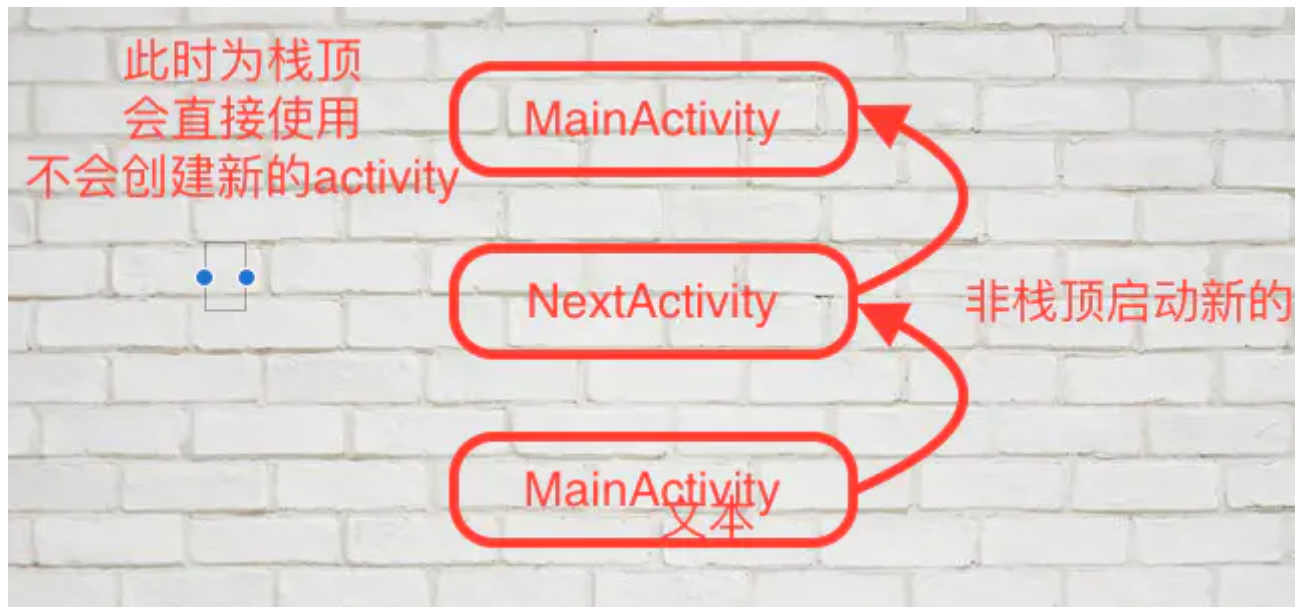 此时为栈顶
会直接使用
不会创建新的activity
MainActivity
NextActivity
非栈顶启动新的
MainActivity
文本